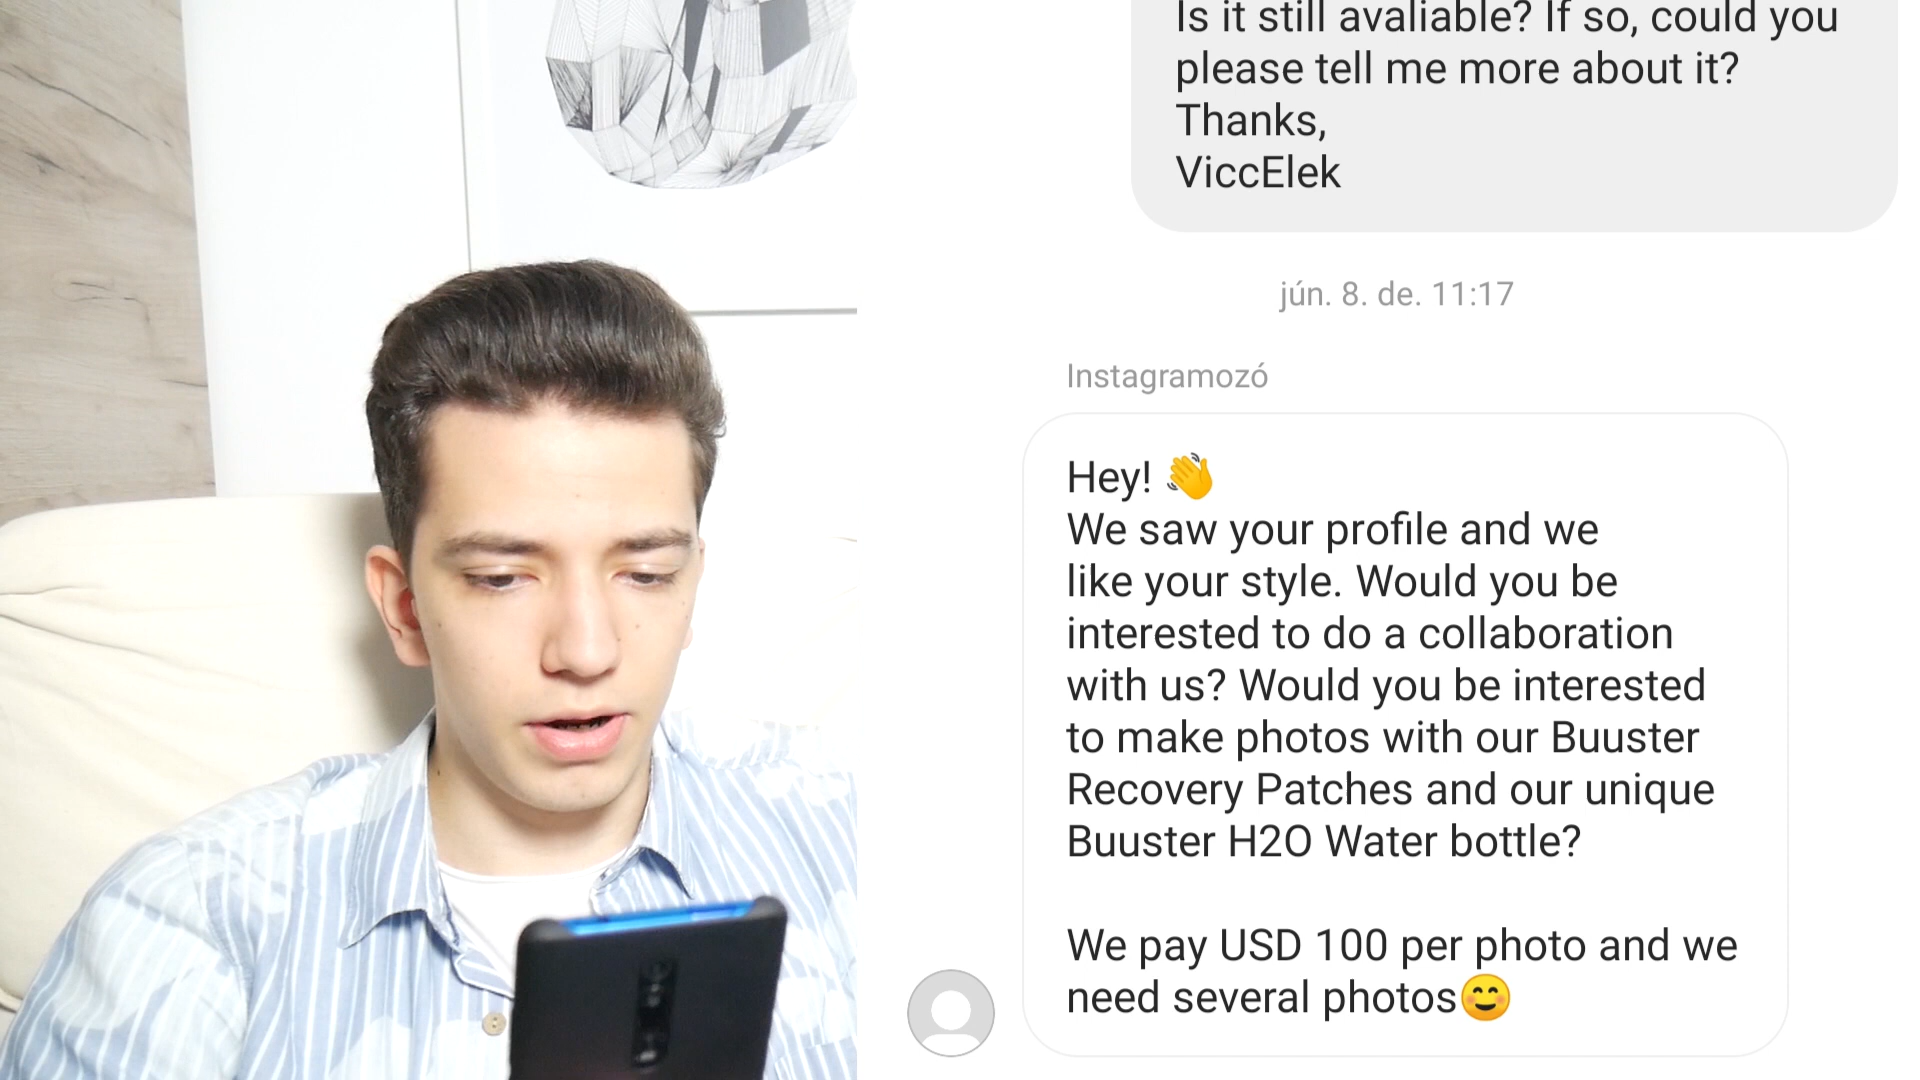 Is it still avaliable? If so, could you
please tell me more about it?
Thanks,
ViccElek
jún. 8. de. 11:17
Instagramozó
Hey! 👋
We saw your profile and we
like your style. Would you be
interested to do a collaboration
with us? Would you be interested
to make photos with our Buuster
Recovery Patches and our unique
Buuster H2O Water bottle?
We pay USD 100 per photo and we
need several photos😊